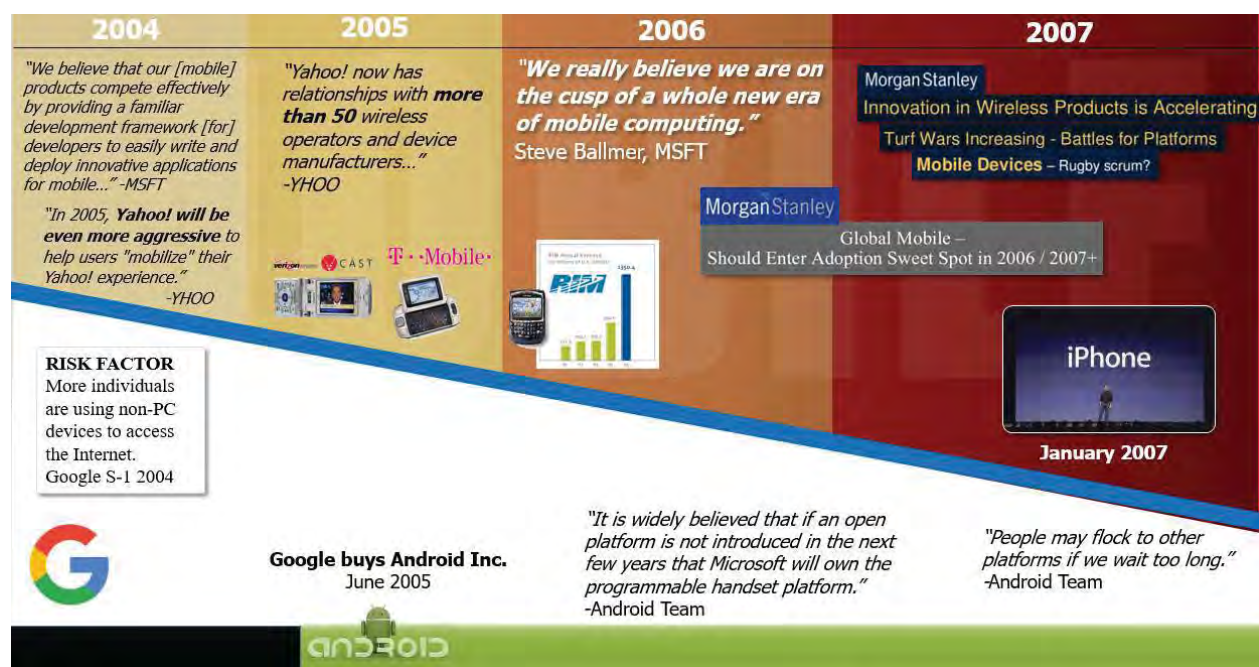 2004
2005
2006
2007
"We believe that our [mobile]
products compete effectively
by providing a familiar
development framework [for]
developers to easily write and
deploy innovative applications
for mobile..." -MSFT
"In 2005, Yahoo! will be
even more aggressive to
help users "mobilize" their
Yahoo! experience."
-YHOO
"Yahoo! now has
relationships with more
than 50 wireless
operators and device
manufacturers..."
-YHOO
verizon
V CAST
T-Mobile
"We really believe we are on
the cusp of a whole new era
of mobile computing."
Steve Ballmer, MSFT
Morgan Stanley
Global Mobile –
Should Enter Adoption Sweet Spot in 2006 / 2007+
RIM
Morgan Stanley
Innovation in Wireless Products is Accelerating
Turf Wars Increasing - Battles for Platforms
Mobile Devices – Rugby scrum?
iPhone
January 2007
RISK FACTOR
More individuals
are using non-PC
devices to access
the Internet.
Google S-1 2004
G
Google buys Android Inc.
June 2005
"It is widely believed that if an open
platform is not introduced in the next
few years that Microsoft will own the
programmable handset platform."
-Android Team
"People may flock to other
platforms if we wait too long."
-Android Team
ANDROID